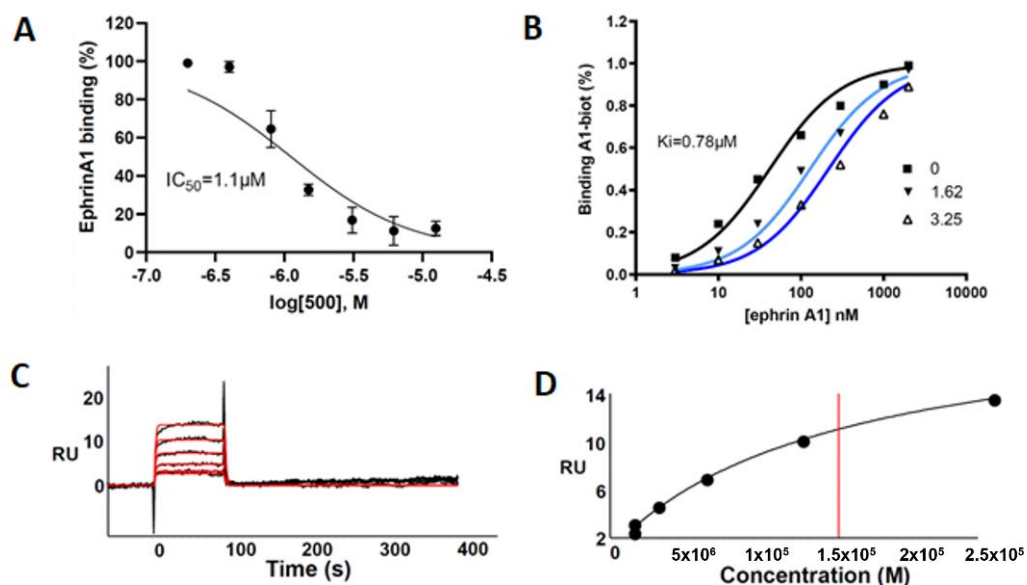 A
EphrinA1 binding (%)
120
100
80
60
40
20
0
IC50=1.1µM
-7.0 -6.5 -6.0 -5.5 -5.0 -4.5
log[500], M
B
Binding A1-biot (%)
1.0
0.8
0.6
0.4
0.2
0.0
Ki=0.78µM
0
1.62
3.25
1 10 100 1000 10000
[ephrin A1] nM
C
RU
20
10
0
0 100 200 300 400
Time (s)
D
RU
14
10
6
2
0 5x10⁶ 1x10⁵ 1.5x10⁵ 2x10⁵ 2.5x10⁵
Concentration (M)